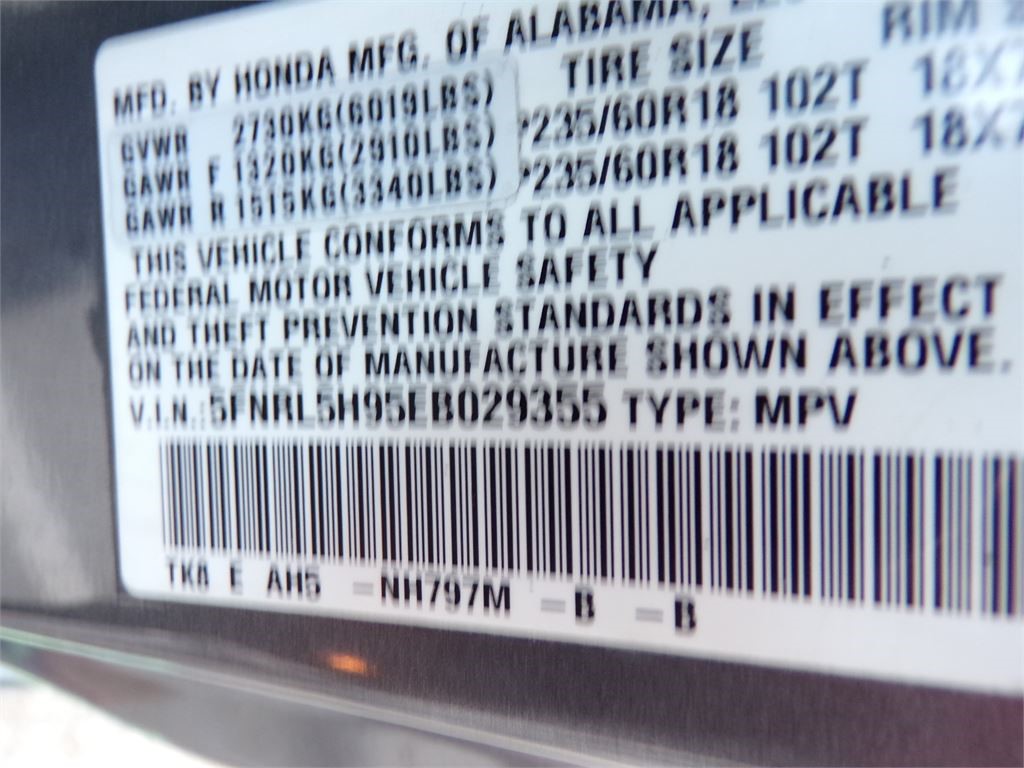 MFD. BY HONDA MFG. OF ALABAMA,
TIRE SIZE RIM
GVWR 2730KG(6019LBS)
GAWR F 1320KG(2910LBS) P235/60R18 102T 18X7
GAWR R 1515KG(3340LBS) P235/60R18 102T 18X7
THIS VEHICLE CONFORMS TO ALL APPLICABLE
FEDERAL MOTOR VEHICLE SAFETY
AND THEFT PREVENTION STANDARDS IN EFFECT
ON THE DATE OF MANUFACTURE SHOWN ABOVE.
V.I.N.: 5FNRL5H95EB029355 TYPE: MPV
TK8 E AH5 -NH797M -B -B